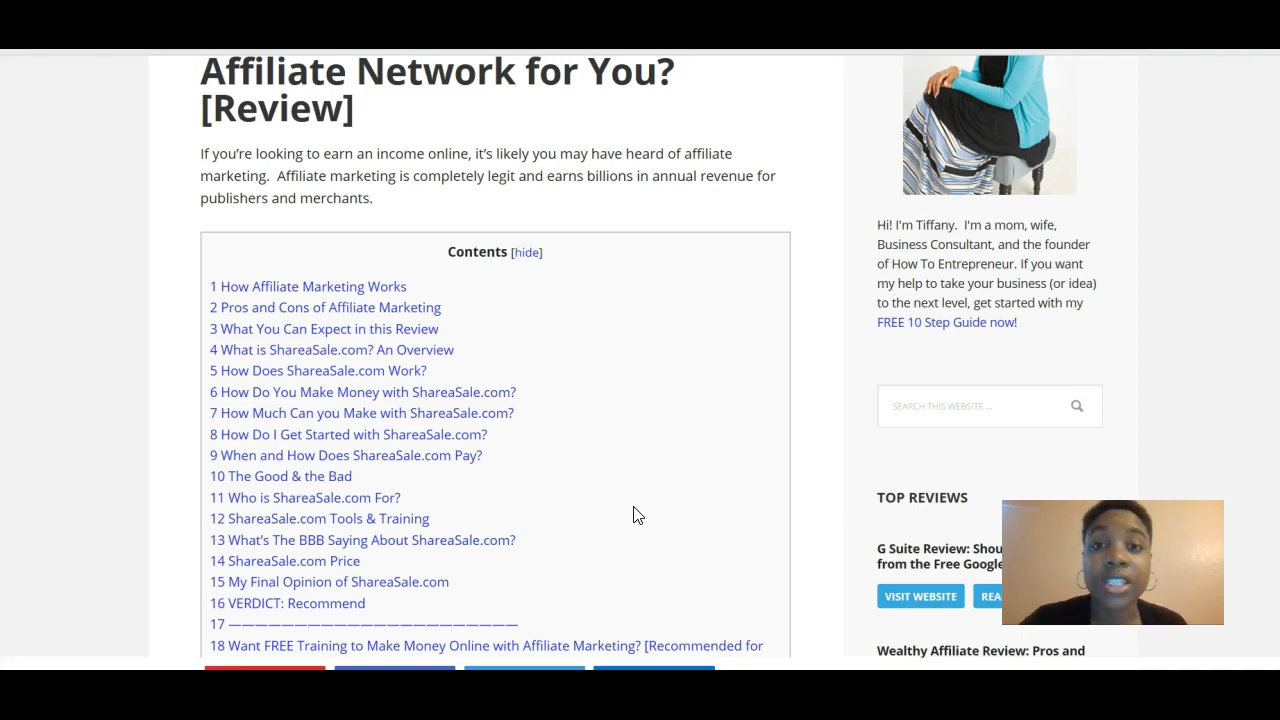 Affiliate Network for You?
[Review]
If you’re looking to earn an income online, it’s likely you may have heard of affiliate
marketing.  Affiliate marketing is completely legit and earns billions in annual revenue for
publishers and merchants.
Contents [hide]
1 How Affiliate Marketing Works
2 Pros and Cons of Affiliate Marketing
3 What You Can Expect in this Review
4 What is ShareaSale.com? An Overview
5 How Does ShareaSale.com Work?
6 How Do You Make Money with ShareaSale.com?
7 How Much Can you Make with ShareaSale.com?
8 How Do I Get Started with ShareaSale.com?
9 When and How Does ShareaSale.com Pay?
10 The Good & the Bad
11 Who is ShareaSale.com For?
12 ShareaSale.com Tools & Training
13 What’s The BBB Saying About ShareaSale.com?
14 ShareaSale.com Price
15 My Final Opinion of ShareaSale.com
16 VERDICT: Recommend
17 ——————————————————————
18 Want FREE Training to Make Money Online with Affiliate Marketing? [Recommended for
Hi! I'm Tiffany.  I'm a mom, wife,
Business Consultant, and the founder
of How To Entrepreneur. If you want
my help to take your business (or idea)
to the next level, get started with my
FREE 10 Step Guide now!
SEARCH THIS WEBSITE ...
TOP REVIEWS
G Suite Review: Shou
from the Free Google
VISIT WEBSITE
REA
Wealthy Affiliate Review: Pros and